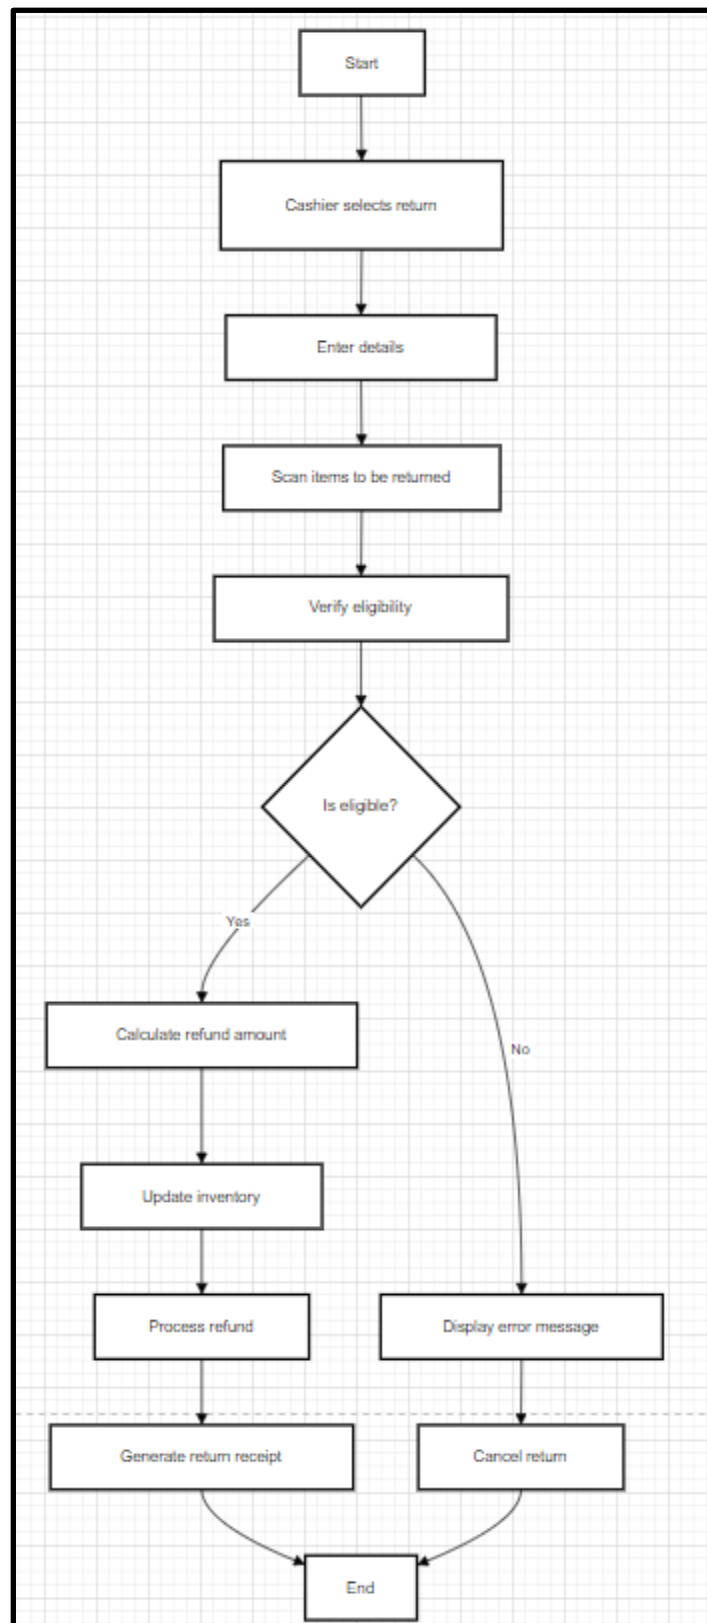 Start
Cashier selects return
Enter details
Scan items to be returned
Verify eligibility
Is eligible?
Yes
Calculate refund amount
No
Update inventory
Process refund
Display error message
Generate return receipt
Cancel return
End